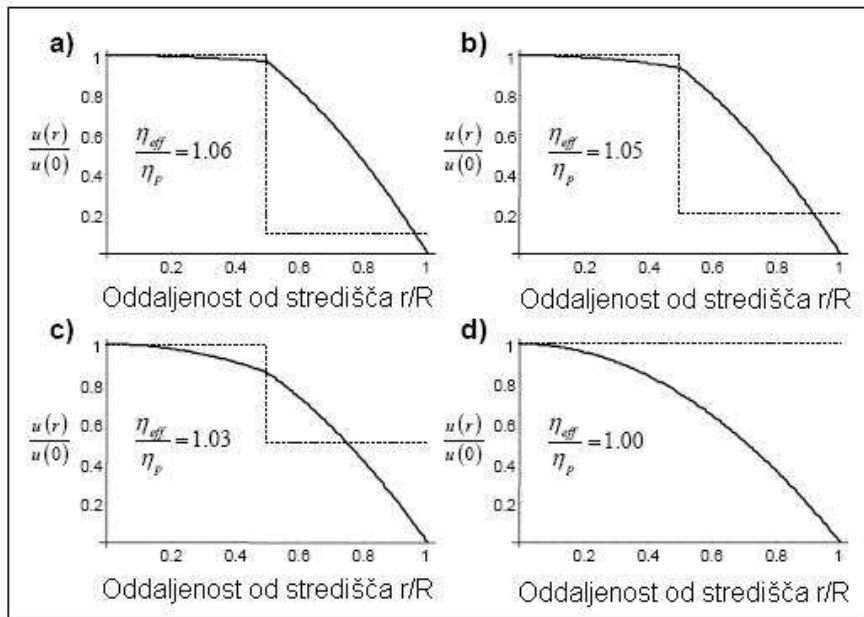 a)
1
0.8
0.6
0.4
0.2
u(r)
u(0)
η_eff
η_p
=1.06
0.2 0.4 0.6 0.8 1
Oddaljenost od središča r/R
b)
1
0.8
0.6
0.4
0.2
u(r)
u(0)
η_eff
η_p
=1.05
0.2 0.4 0.6 0.8 1
Oddaljenost od središča r/R
c)
1
0.8
0.6
0.4
0.2
u(r)
u(0)
η_eff
η_p
=1.03
0.2 0.4 0.6 0.8 1
Oddaljenost od središča r/R
d)
1
0.8
0.6
0.4
0.2
u(r)
u(0)
η_eff
η_p
=1.00
0.2 0.4 0.6 0.8 1
Oddaljenost od središča r/R